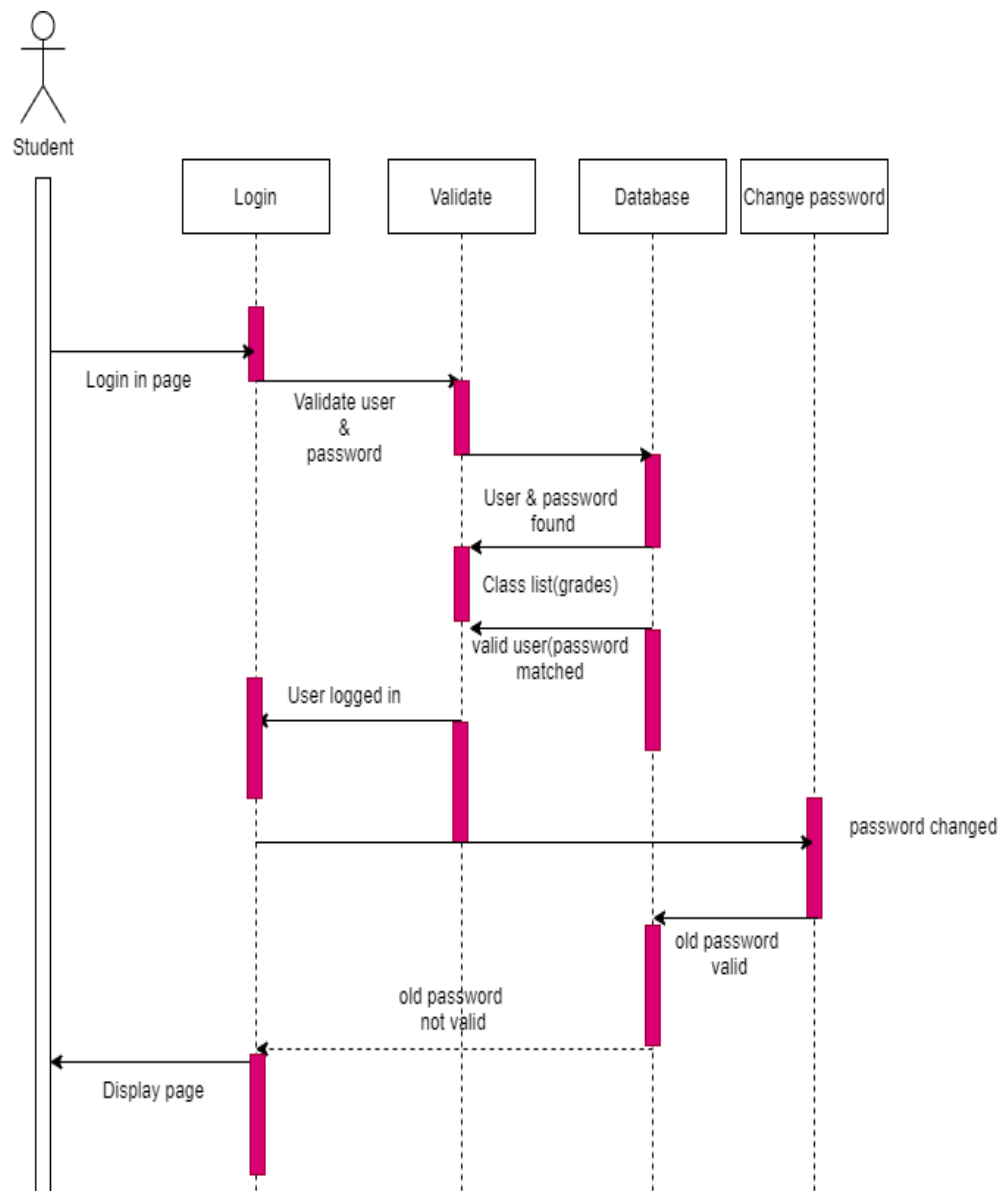 Student
Login
Validate
Database
Change password
Login in page
Validate user
&
password
User & password
found
Class list(grades)
valid user(password
matched
User logged in
password changed
old password
valid
old password
not valid
Display page